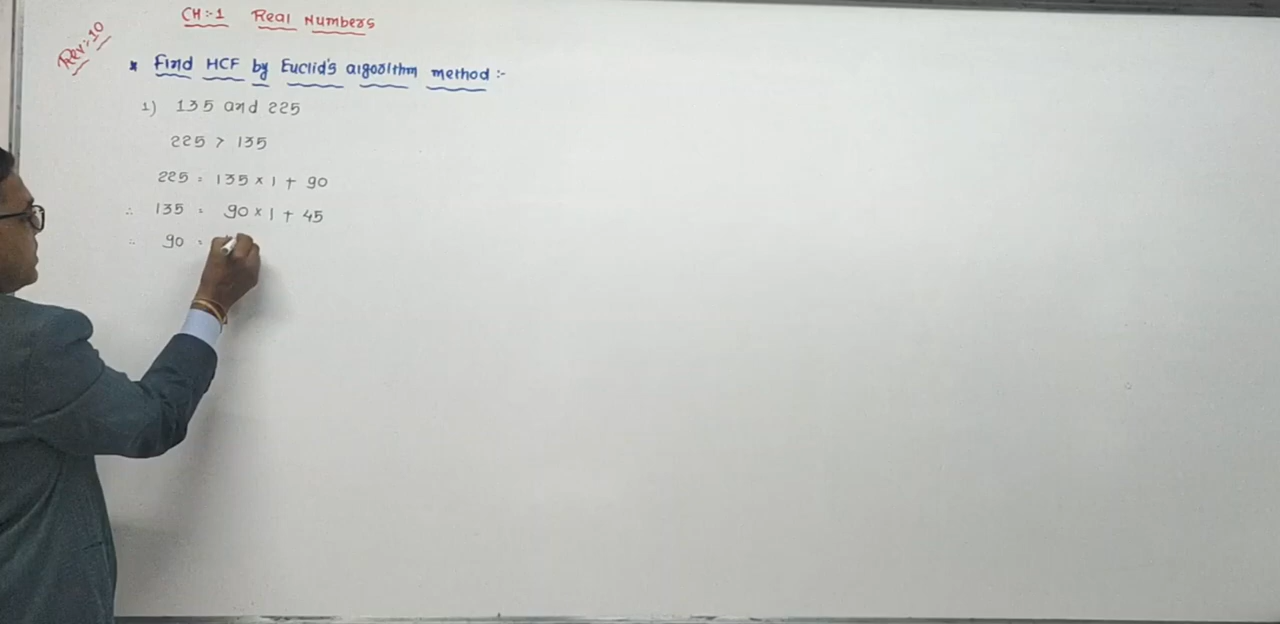 CH:-1 Real Numbers
Rev:-10
* Find HCF by Euclid's algorithm method :-
1) 135 and 225
225 > 135
225 = 135 × 1 + 90
∴ 135 = 90 × 1 + 45
∴ 90 =